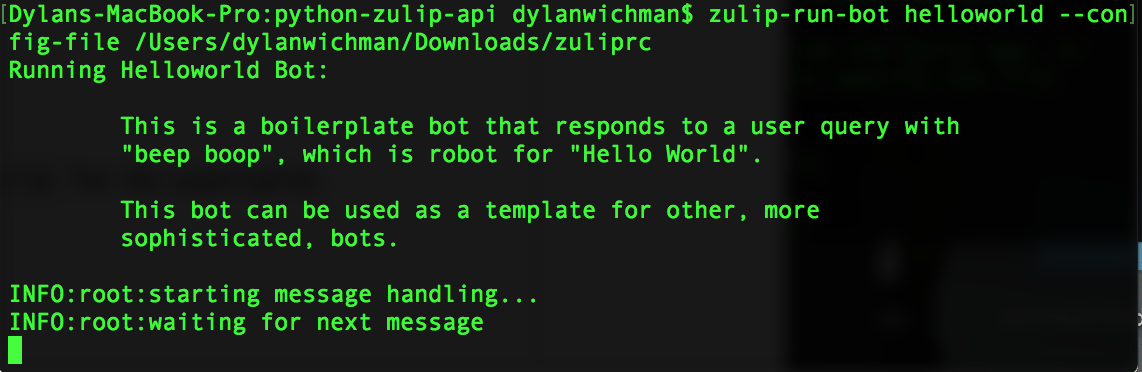 [Dylans-MacBook-Pro:python-zulip-api dylanwichman$ zulip-run-bot helloworld --con]
fig-file /Users/dylanwichman/Downloads/zuliprc
Running Helloworld Bot:
This is a boilerplate bot that responds to a user query with
"beep boop", which is robot for "Hello World".
This bot can be used as a template for other, more
sophisticated, bots.
INFO:root:starting message handling...
INFO:root:waiting for next message